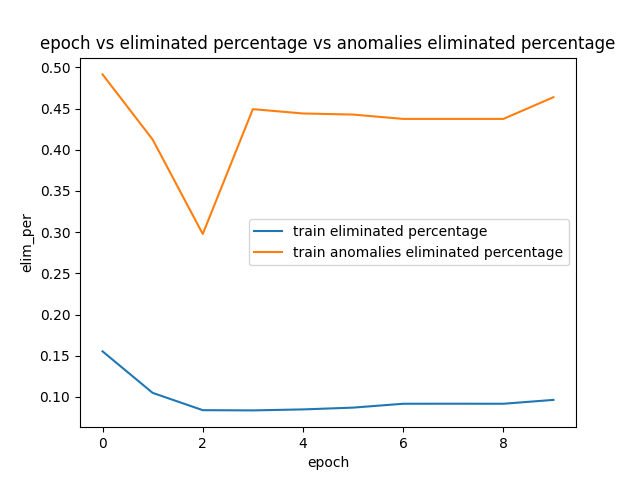 epoch vs eliminated percentage vs anomalies eliminated percentage
0.50
0.45
0.40
0.35
0.30
0.25
0.20
0.15
0.10
elim_per
train eliminated percentage
train anomalies eliminated percentage
0 2 4 6 8
epoch